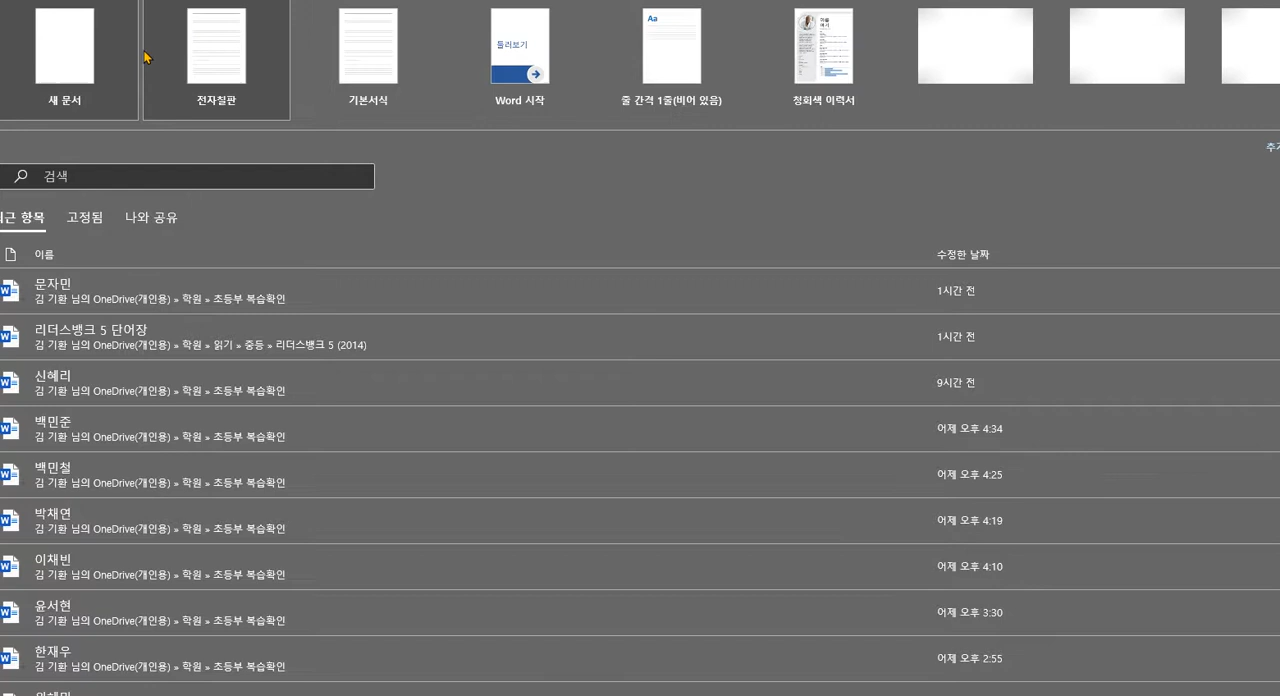 새 문서
전자칠판
기본서식
둘러보기
Word 시작
Aa
줄 간격 1줄(비어 있음)
청회색 이력서
검색
최근 항목 고정됨 나와 공유
이름 수정한 날짜
문자민
김 기환 님의 OneDrive(개인용) » 학원 » 초등부 복습확인
1시간 전
리더스뱅크 5 단어장
김 기환 님의 OneDrive(개인용) » 학원 » 읽기 » 중등 » 리더스뱅크 5 (2014)
1시간 전
신혜리
김 기환 님의 OneDrive(개인용) » 학원 » 초등부 복습확인
9시간 전
백민준
김 기환 님의 OneDrive(개인용) » 학원 » 초등부 복습확인
어제 오후 4:34
백민철
김 기환 님의 OneDrive(개인용) » 학원 » 초등부 복습확인
어제 오후 4:25
박채연
김 기환 님의 OneDrive(개인용) » 학원 » 초등부 복습확인
어제 오후 4:19
이채빈
김 기환 님의 OneDrive(개인용) » 학원 » 초등부 복습확인
어제 오후 4:10
윤서현
김 기환 님의 OneDrive(개인용) » 학원 » 초등부 복습확인
어제 오후 3:30
한재우
김 기환 님의 OneDrive(개인용) » 학원 » 초등부 복습확인
어제 오후 2:55